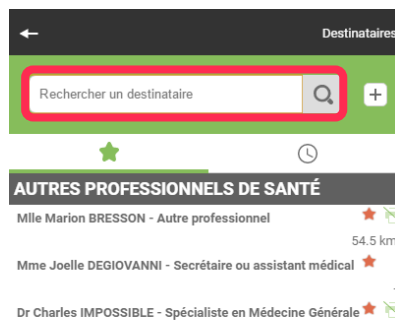 Destinataires
Rechercher un destinataire
AUTRES PROFESSIONNELS DE SANTÉ
Mlle Marion BRESSON - Autre professionnel
54.5 km
Mme Joelle DEGIOVANNI - Secrétaire ou assistant médical
Dr Charles IMPOSSIBLE - Spécialiste en Médecine Générale